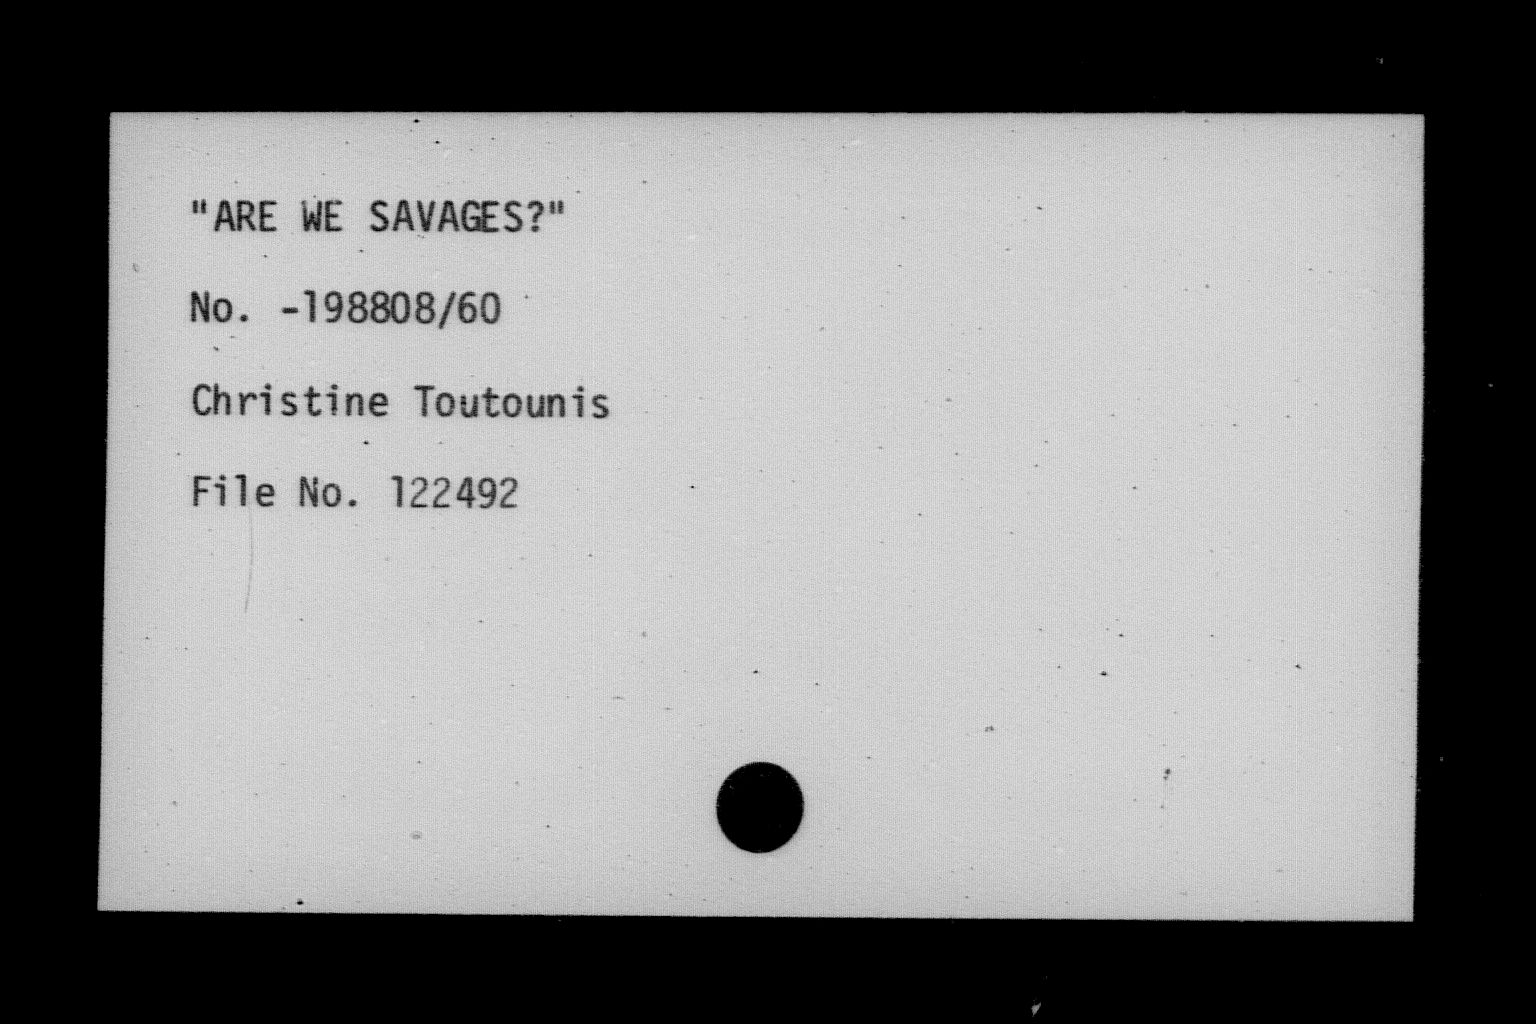 "ARE WE SAVAGES?"
No. -198808/60
Christine Toutounis
File No. 122492